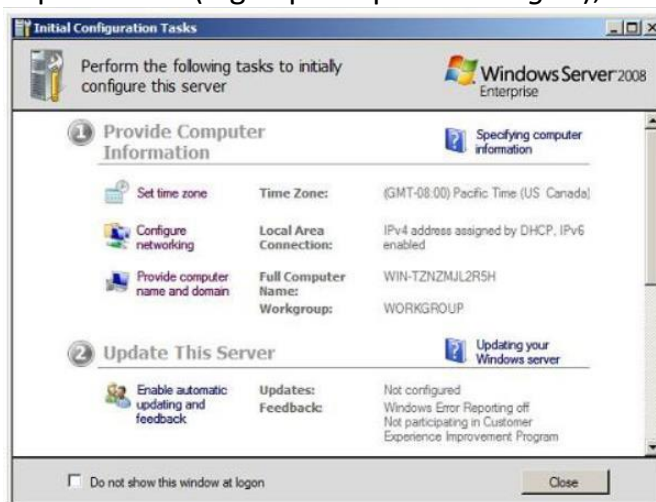 Initial Configuration Tasks
Perform the following tasks to initially
configure this server
Windows Server 2008
Enterprise
1 Provide Computer
Information
Specifying computer
information
Set time zone Time Zone: (GMT-08:00) Pacific Time (US Canada)
Configure
networking
Local Area
Connection:
IPv4 address assigned by DHCP, IPv6
enabled
Provide computer
name and domain
Full Computer
Name:
WIN-TZNZMJL2R5H
Workgroup: WORKGROUP
2 Update This Server
Updating your
Windows server
Enable automatic
updating and
feedback
Updates: Not configured
Feedback: Windows Error Reporting off
Not participating in Customer
Experience Improvement Program
Do not show this window at logon
Close